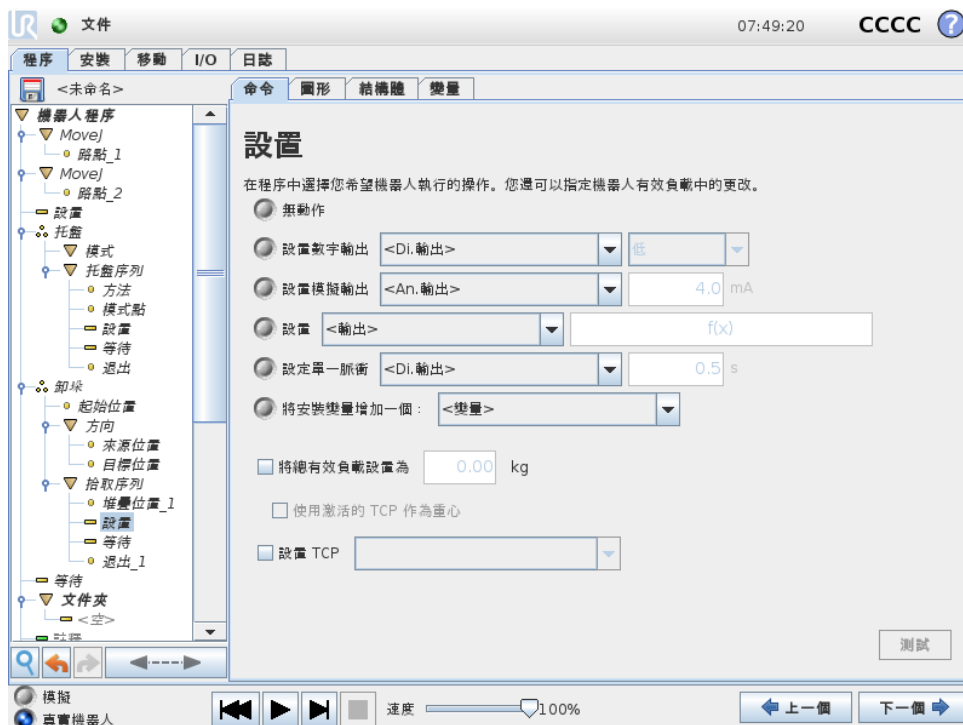 UR 文件 07:49:20 CCCC ?
程序 安裝 移動 I/O 日誌
<未命名> 命令 圖形 結構體 變量
機器人程序
MoveJ
路點_1
MoveJ
路點_2
設置
托盤
模式
托盤序列
方法
模式點
設置
等待
退出
卸垛
起始位置
方向
來源位置
目標位置
拾取序列
堆疊位置_1
設置
等待
退出_1
等待
文件夾
<空>
註釋
設置
在程序中選擇您希望機器人執行的操作。您還可以指定機器人有效負載中的更改。
無動作
設置數字輸出 <Di.輸出> 低
設置模擬輸出 <An.輸出> 4.0 mA
設置 <輸出> f(x)
設定單一脈衝 <Di.輸出> 0.5 s
將安裝變量增加一個： <變量>
將總有效負載設置為 0.00 kg
使用激活的 TCP 作為重心
設置 TCP
测試
模擬
真實機器人
速度 100%
上一個 下一個